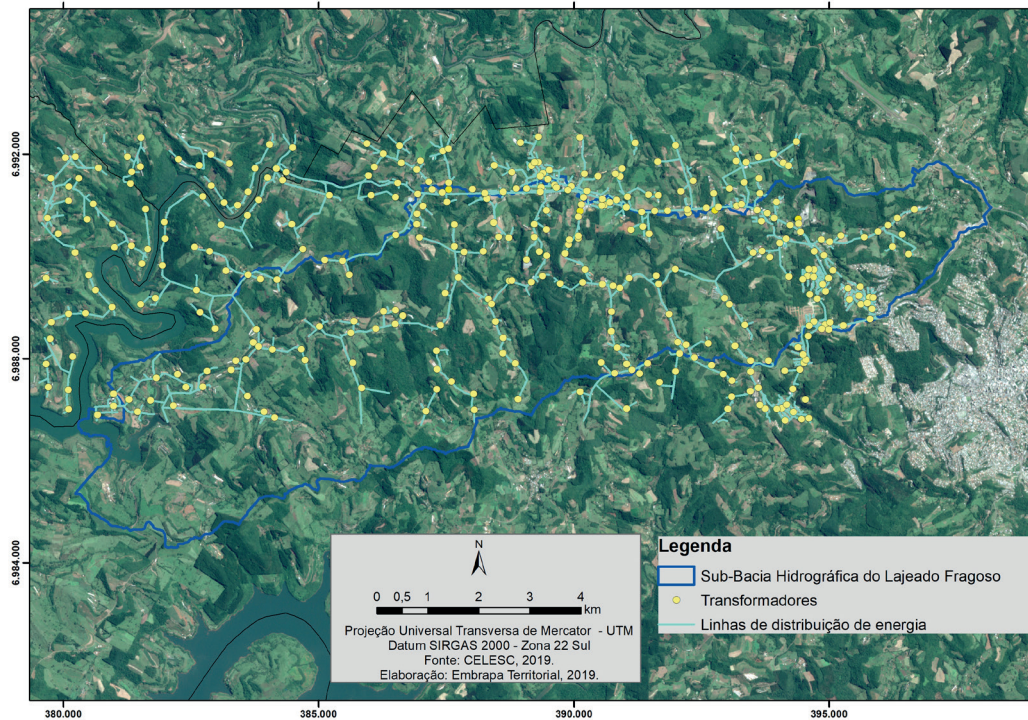 6.992.000
6.988.000
6.984.000
N
0 0,5 1 2 3 4
km
Projeção Universal Transversa de Mercator - UTM
Datum SIRGAS 2000 - Zona 22 Sul
Fonte: CELESC, 2019.
Elaboração: Embrapa Territorial, 2019.
Legenda
Sub-Bacia Hidrográfica do Lajeado Fragoso
Transformadores
Linhas de distribuição de energia
380.000 385.000 390.000 395.000